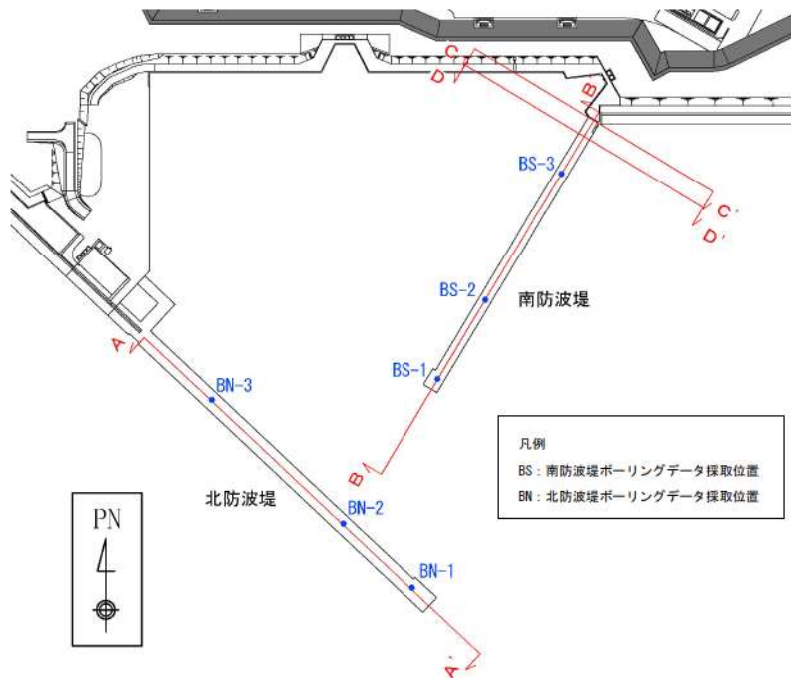 C
D
B
BS-3
C'
D'
BS-2
南防波堤
A
BS-1
BN-3
凡例
BS：南防波堤ボーリングデータ採取位置
BN：北防波堤ボーリングデータ採取位置
B
北防波堤
PN
BN-2
BN-1
A'